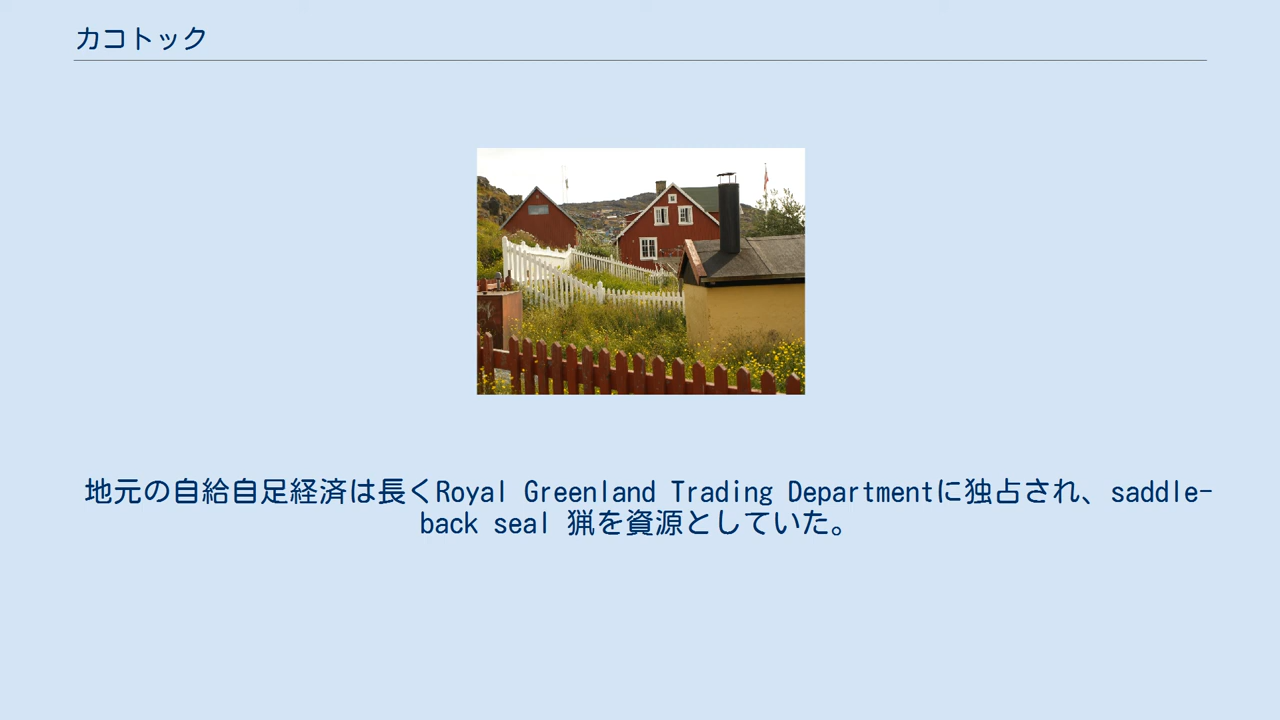 カコトック
地元の自給自足経済は長くRoyal Greenland Trading Departmentに独占され、saddle-
back seal 猟を資源としていた。